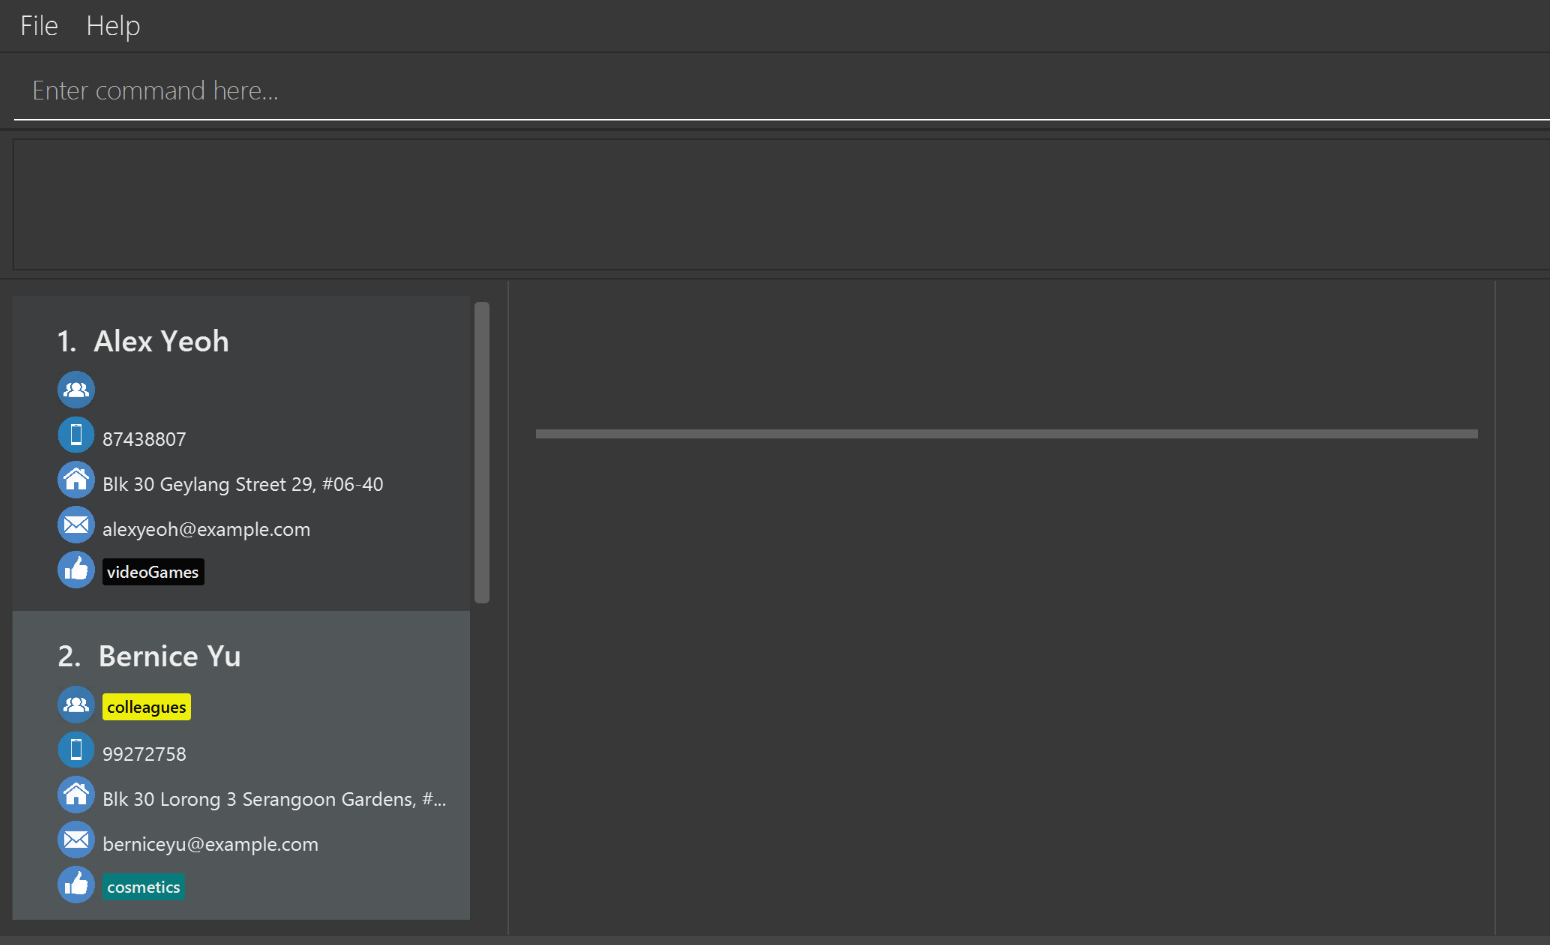 File Help
Enter command here...
1. Alex Yeoh
87438807
Blk 30 Geylang Street 29, #06-40
alexyeoh@example.com
videoGames
2. Bernice Yu
colleagues
99272758
Blk 30 Lorong 3 Serangoon Gardens, #...
berniceyu@example.com
cosmetics